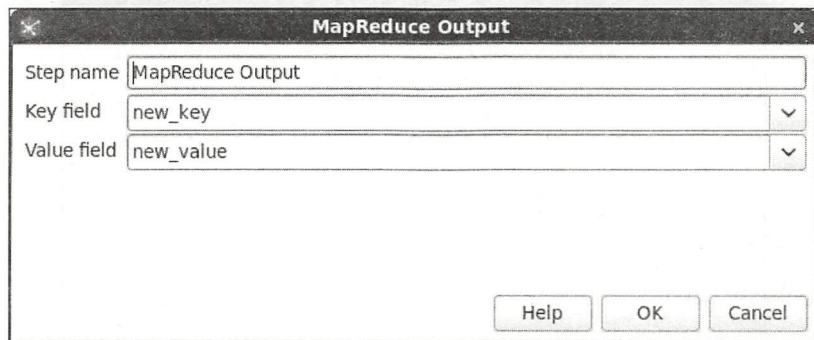 MapReduce Output
Step name MapReduce Output
Key field new_key
Value field new_value
Help OK Cancel